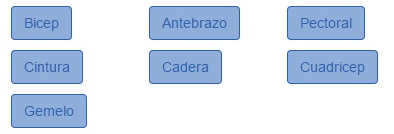 Bicep Antebrazo Pectoral
Cintura Cadera Cuadricep
Gemelo